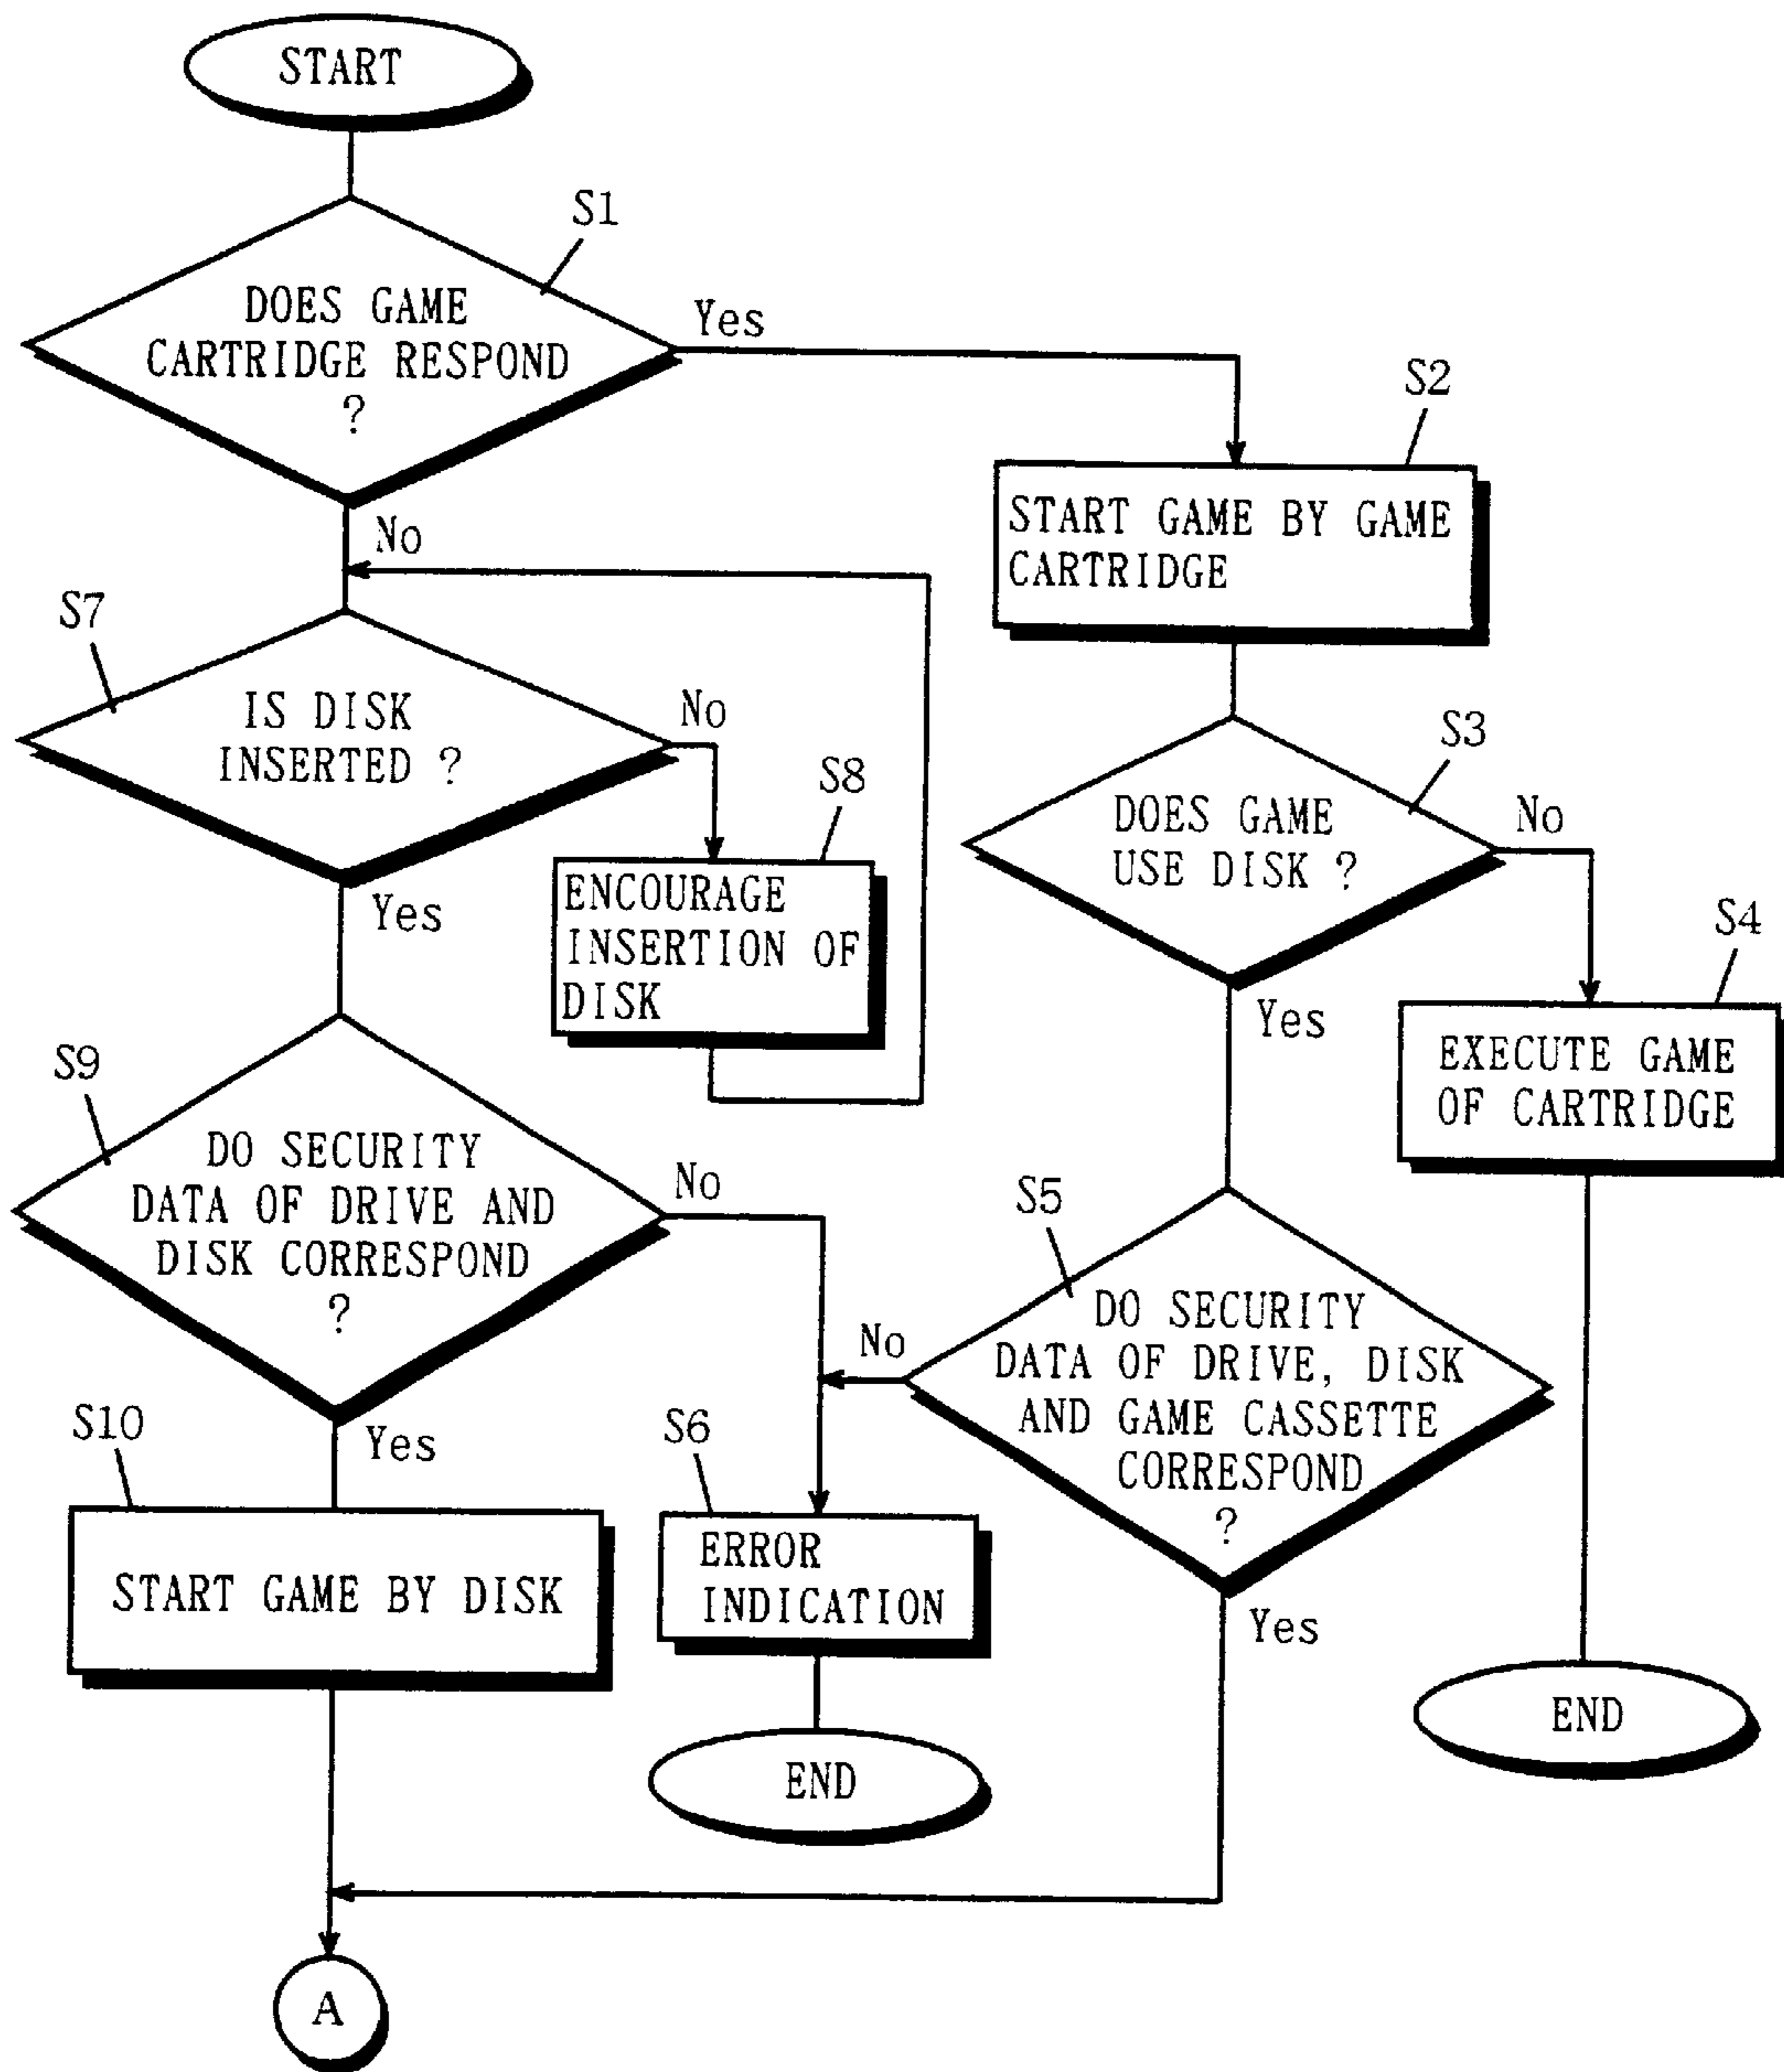 START
S1
DOES GAME
CARTRIDGE RESPOND
?
Yes
No
S2
START GAME BY GAME
CARTRIDGE
S7
IS DISK
INSERTED ?
No
Yes
S8
ENCOURAGE
INSERTION OF
DISK
S3
DOES GAME
USE DISK ?
No
Yes
S4
EXECUTE GAME
OF CARTRIDGE
END
S9
DO SECURITY
DATA OF DRIVE AND
DISK CORRESPOND
?
No
Yes
S5
DO SECURITY
DATA OF DRIVE, DISK
AND GAME CASSETTE
CORRESPOND
?
No
Yes
S10
START GAME BY DISK
S6
ERROR
INDICATION
END
A